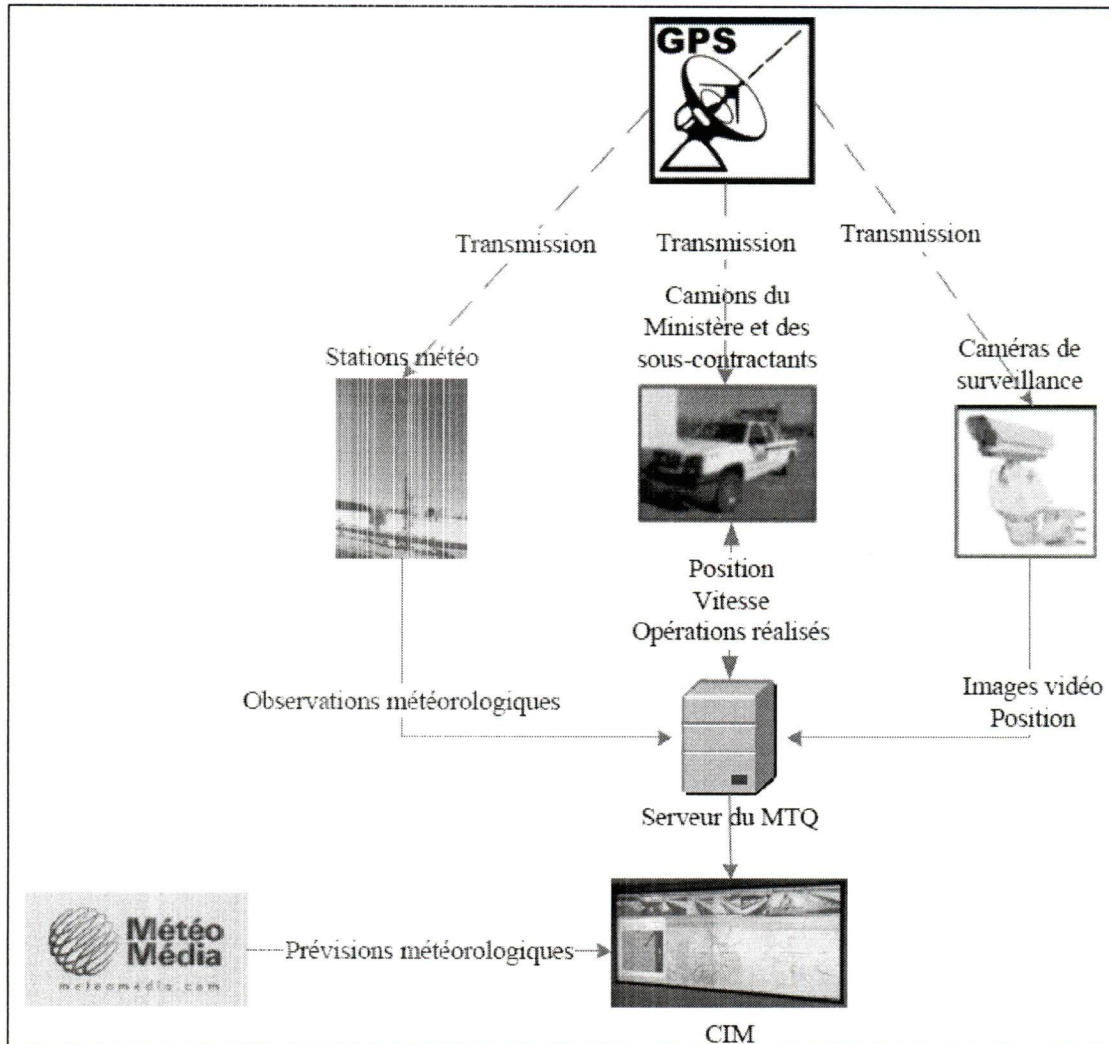 GPS
Transmission
Transmission
Transmission
Stations météo
Camions du
Ministère et des
sous-contractants
Caméras de
surveillance
Position
Vitesse
Opérations réalisés
Observations météorologiques
Images vidéo
Position
Serveur du MTQ
Météo
Média
meteomedia.com
Prévisions météorologiques
CIM